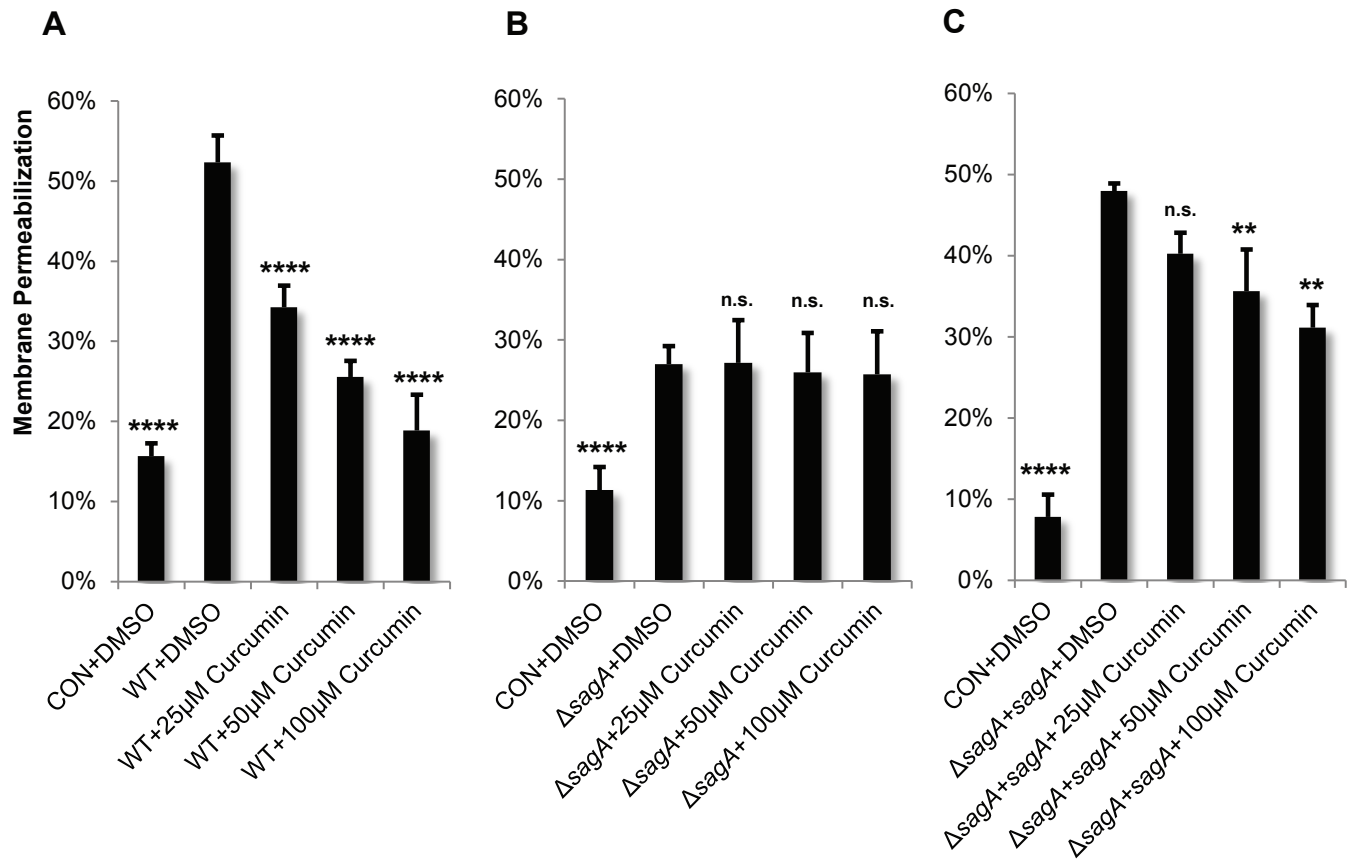 A
Membrane Permeabilization
60%
50%
40%
30%
20%
10%
0%
****
****
****
****
CON+DMSO
WT+DMSO
WT+25µM Curcumin
WT+50µM Curcumin
WT+100µM Curcumin
B
60%
50%
40%
30%
20%
10%
0%
****
n.s.
n.s.
n.s.
CON+DMSO
ΔsagA+DMSO
ΔsagA+25µM Curcumin
ΔsagA+50µM Curcumin
ΔsagA+100µM Curcumin
C
60%
50%
40%
30%
20%
10%
0%
****
n.s.
**
**
CON+DMSO
ΔsagA+sagA+DMSO
ΔsagA+sagA+ 25µM Curcumin
ΔsagA+sagA+ 50µM Curcumin
ΔsagA+sagA+100µM Curcumin